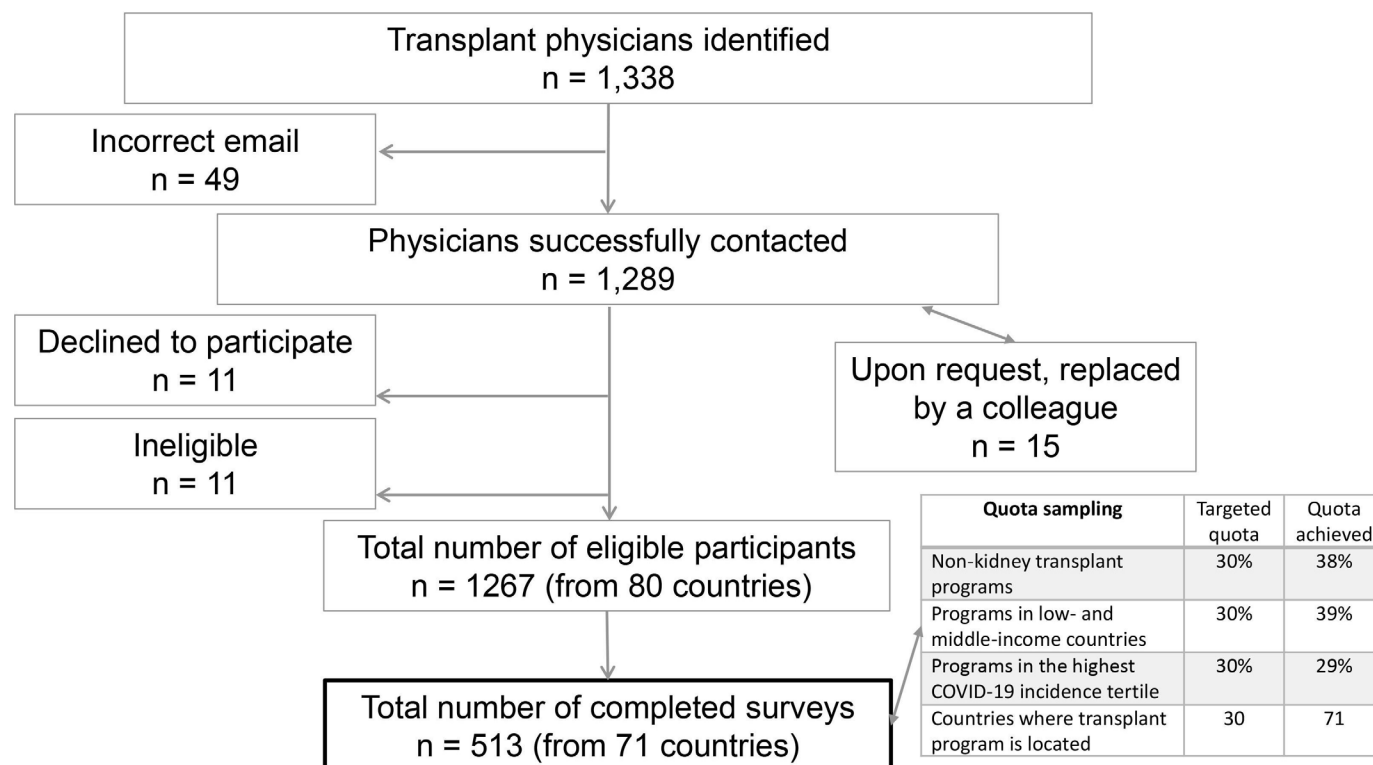 Transplant physicians identified
n = 1,338
Incorrect email
n = 49
Physicians successfully contacted
n = 1,289
Declined to participate
n = 11
Upon request, replaced
by a colleague
n = 15
Ineligible
n = 11
Total number of eligible participants
n = 1267 (from 80 countries)
Total number of completed surveys
n = 513 (from 71 countries)
Quota sampling Targeted quota Quota achieved
Non-kidney transplant programs 30% 38%
Programs in low- and middle-income countries 30% 39%
Programs in the highest COVID-19 incidence tertile 30% 29%
Countries where transplant program is located 30 71